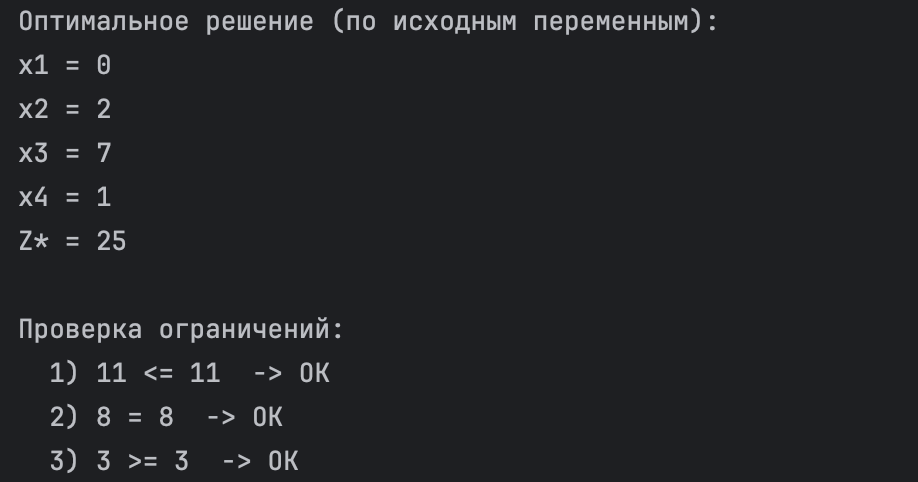 Оптимальное решение (по исходным переменным):
x1 = 0
x2 = 2
x3 = 7
x4 = 1
Z* = 25
Проверка ограничений:
1) 11 <= 11  -> OK
2) 8 = 8  -> OK
3) 3 >= 3  -> OK